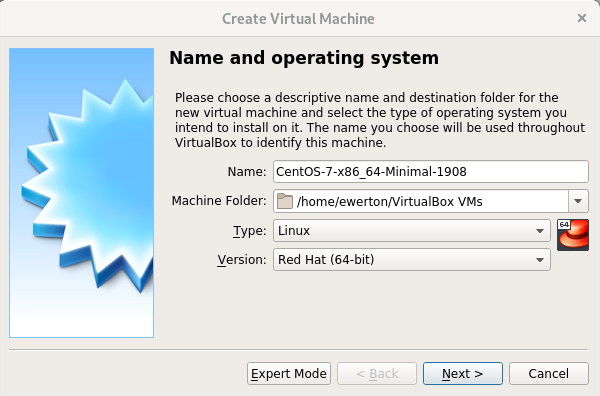 Create Virtual Machine
Name and operating system
Please choose a descriptive name and destination folder for the
new virtual machine and select the type of operating system you
intend to install on it. The name you choose will be used throughout
VirtualBox to identify this machine.
Name: CentOS-7-x86_64-Minimal-1908
Machine Folder: /home/ewerton/VirtualBox VMs
Type: Linux
64
Version: Red Hat (64-bit)
Expert Mode < Back Next > Cancel